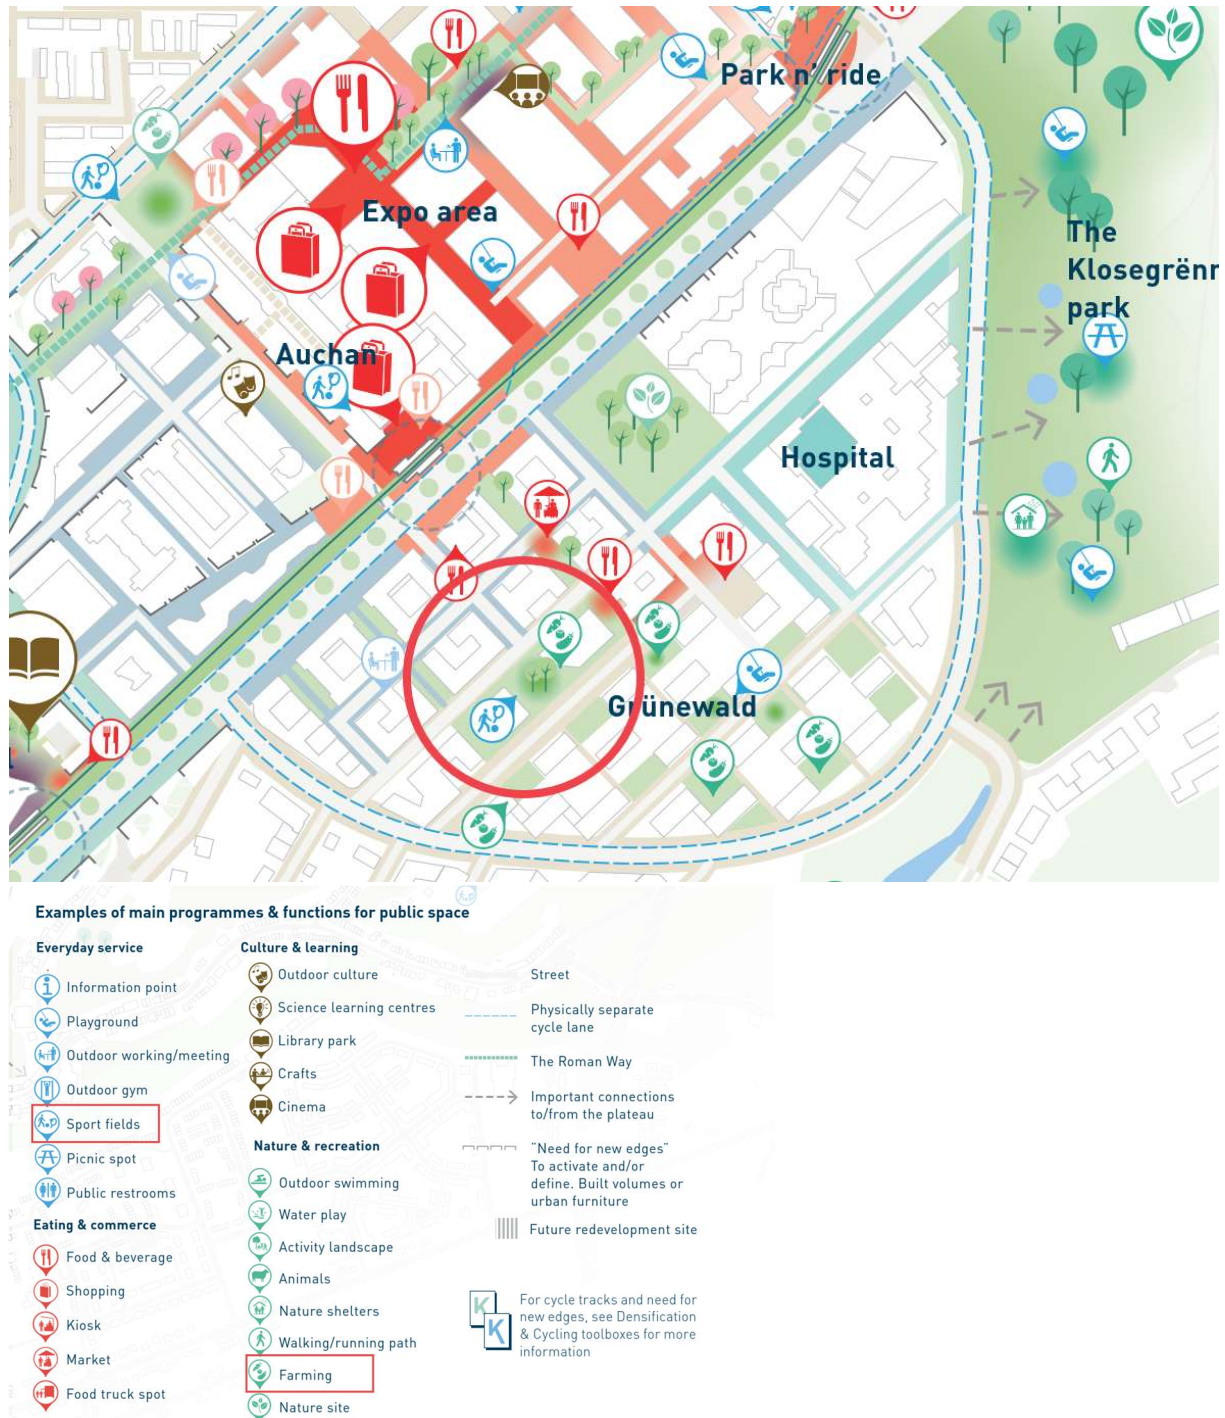 Park n' ride
Expo area
The
Klosegrënn
park
Auchan
Hospital
Grünewald
Examples of main programmes & functions for public space
Everyday service
Information point
Playground
Outdoor working/meeting
Outdoor gym
Sport fields
Picnic spot
Public restrooms
Eating & commerce
Food & beverage
Shopping
Kiosk
Market
Food truck spot
Culture & learning
Outdoor culture
Science learning centres
Library park
Crafts
Cinema
Nature & recreation
Outdoor swimming
Water play
Activity landscape
Animals
Nature shelters
Walking/running path
Farming
Nature site
Street
Physically separate
cycle lane
The Roman Way
Important connections
to/from the plateau
"Need for new edges"
To activate and/or
define. Built volumes or
urban furniture
Future redevelopment site
K
K
For cycle tracks and need for
new edges, see Densification
& Cycling toolboxes for more
information